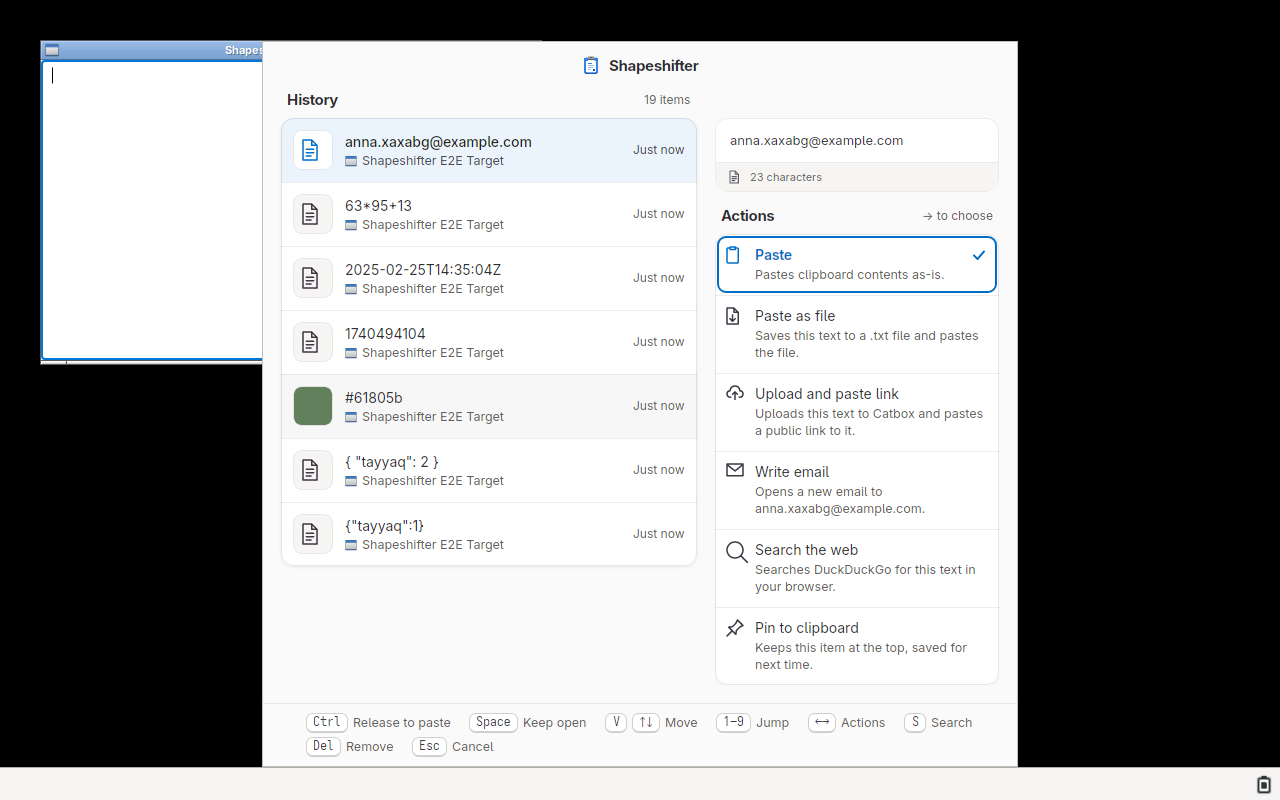 Shapes
Shapeshifter
History
19 items
anna.xaxabg@example.com
Shapeshifter E2E Target
Just now
63*95+13
Shapeshifter E2E Target
Just now
2025-02-25T14:35:04Z
Shapeshifter E2E Target
Just now
1740494104
Shapeshifter E2E Target
Just now
#61805b
Shapeshifter E2E Target
Just now
{ "tayyaq": 2 }
Shapeshifter E2E Target
Just now
{"tayyaq":1}
Shapeshifter E2E Target
Just now
anna.xaxabg@example.com
23 characters
Actions
→ to choose
Paste
Pastes clipboard contents as-is.
Paste as file
Saves this text to a .txt file and pastes
the file.
Upload and paste link
Uploads this text to Catbox and pastes
a public link to it.
Write email
Opens a new email to
anna.xaxabg@example.com.
Search the web
Searches DuckDuckGo for this text in
your browser.
Pin to clipboard
Keeps this item at the top, saved for
next time.
Ctrl Release to paste Space Keep open V ↑↓ Move 1–9 Jump ↔ Actions S Search
Del Remove Esc Cancel